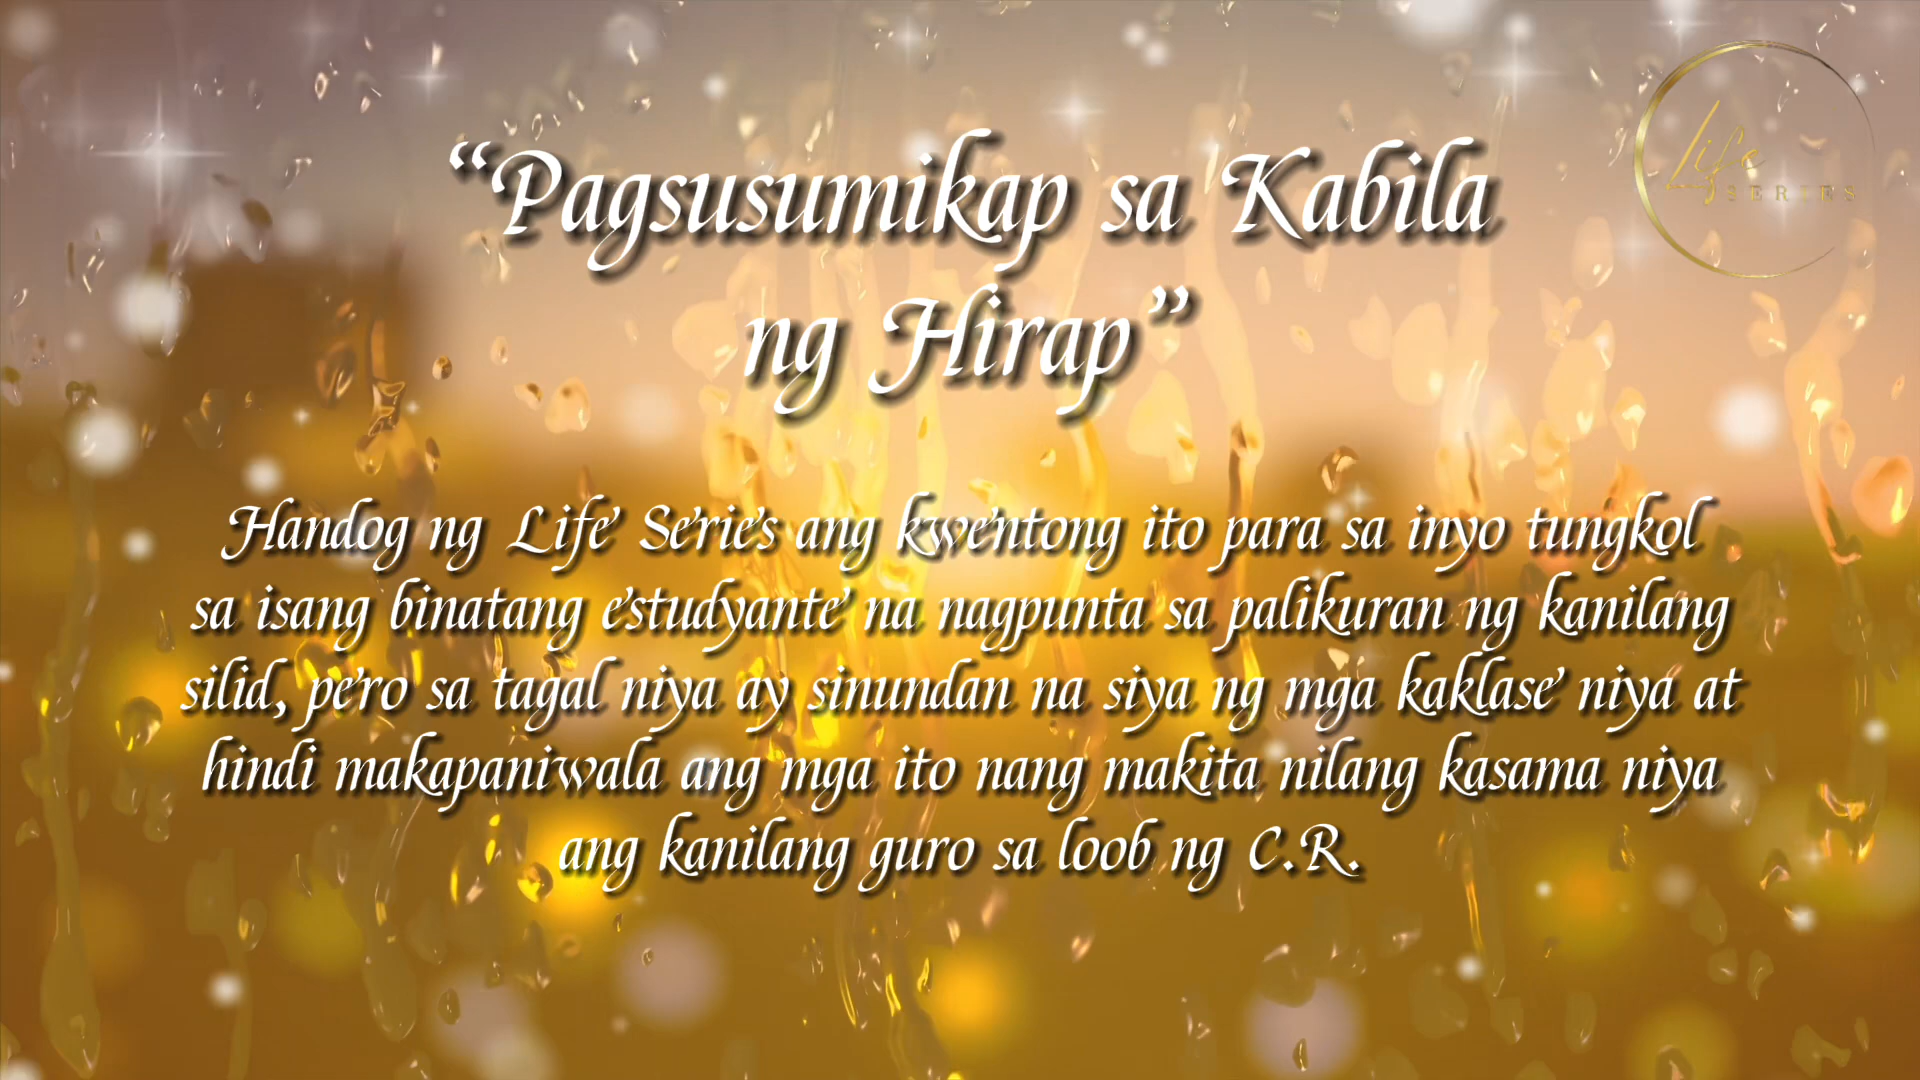 “Pagsusumikap sa Kabila
ng Hirap”
Life
SERIES
Handog ng Life Series ang kwentong ito para sa inyo tungkol
sa isang binatang estudyante na nagpunta sa palikuran ng kanilang
silid, pero sa tagal niya ay sinundan na siya ng mga kaklase niya at
hindi makapaniwala ang mga ito nang makita nilang kasama niya
ang kanilang guro sa loob ng C.R.